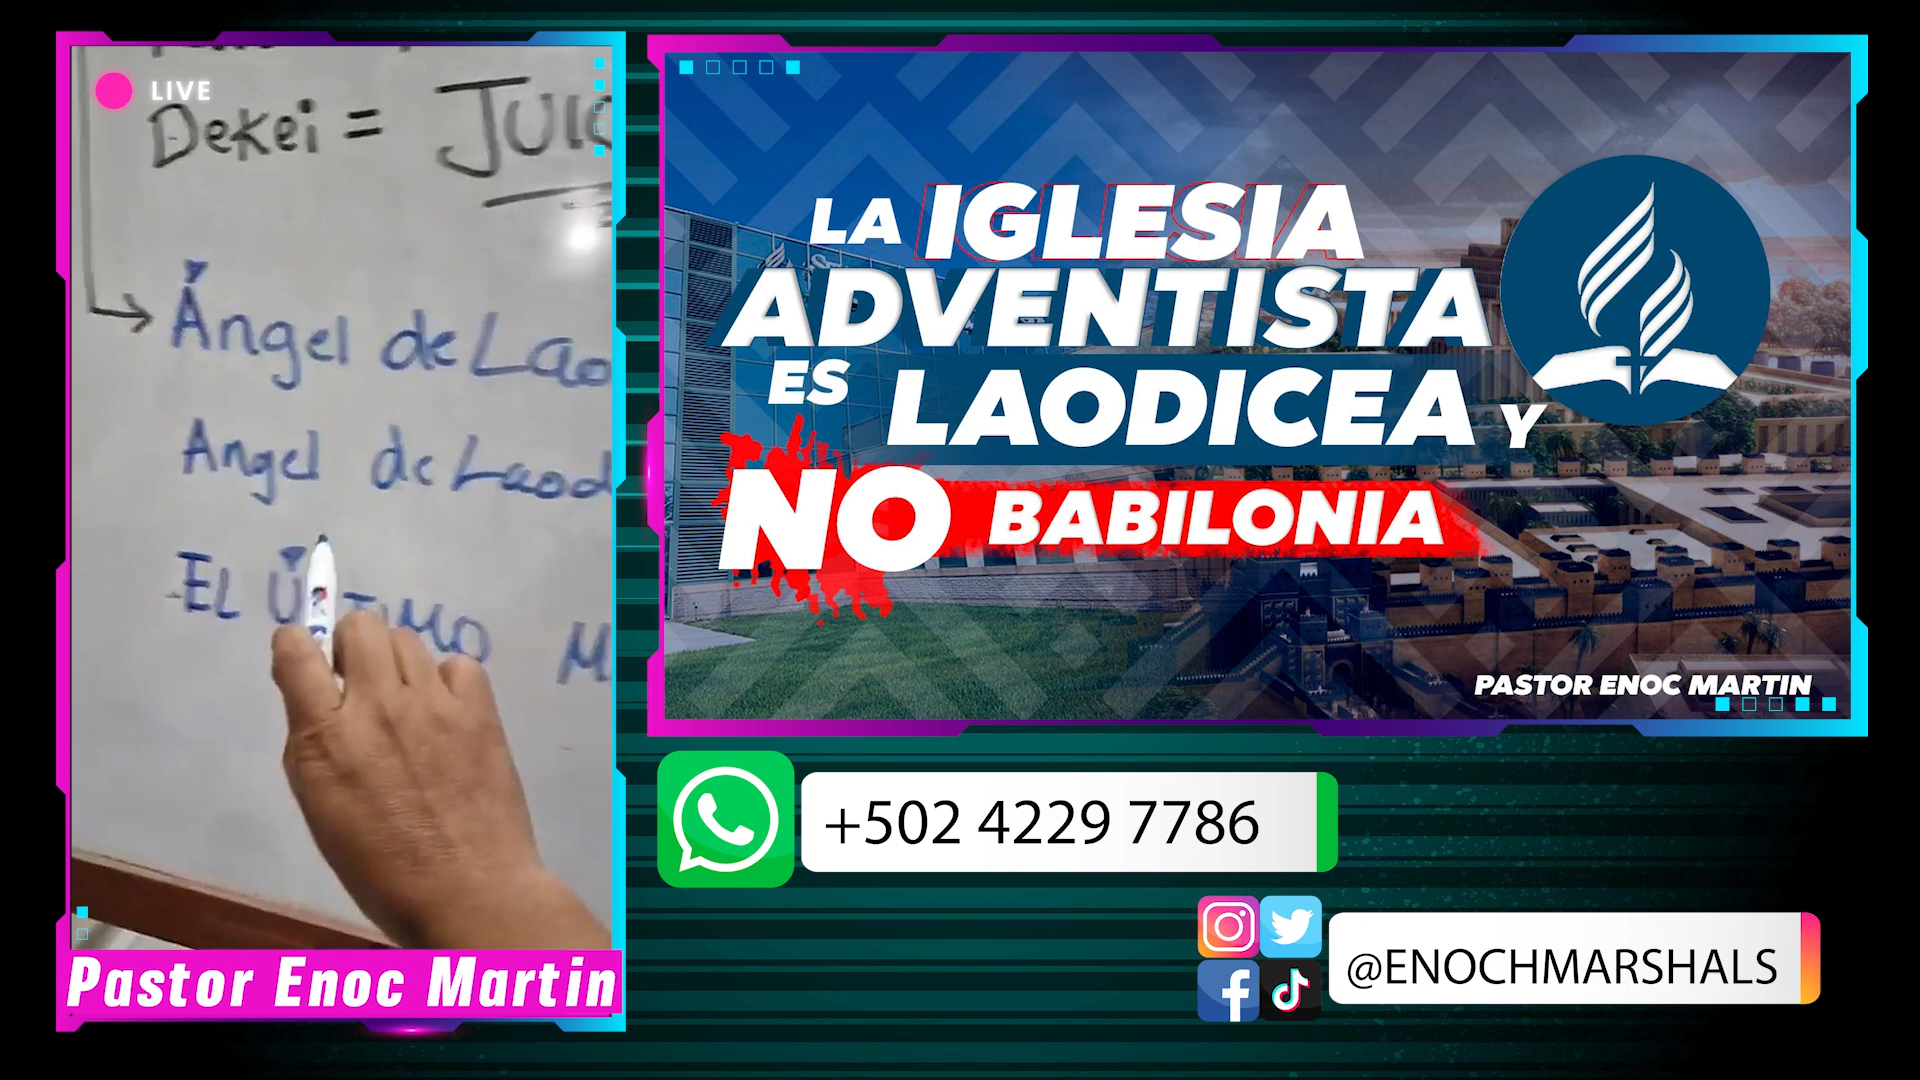 LIVE
Dekei =
Ángel de
Angel de
EL
Pastor Enoc Martin
LA IGLESIA
ADVENTISTA
ES LAODICEA Y
NO BABILONIA
PASTOR ENOC MARTIN
+502 4229 7786
@ENOCHMARSHALS